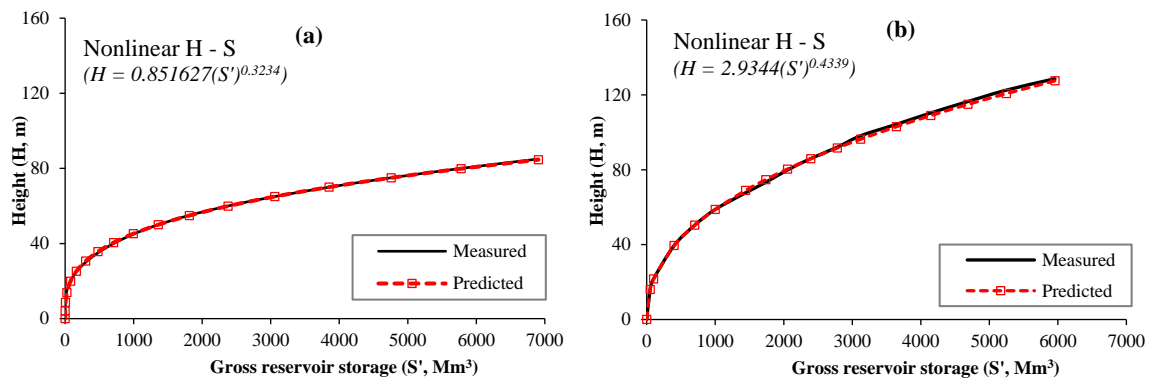 160
120
80
40
0
Height (H, m)
Nonlinear H - S
(H = 0.851627(S')^0.3234)
(a)
Measured
Predicted
0 1000 2000 3000 4000 5000 6000 7000
Gross reservoir storage (S', Mm³)
160
120
80
40
0
Height (H, m)
Nonlinear H - S
(H = 2.9344(S')^0.4339)
(b)
Measured
Predicted
0 1000 2000 3000 4000 5000 6000 7000
Gross reservoir storage (S', Mm³)